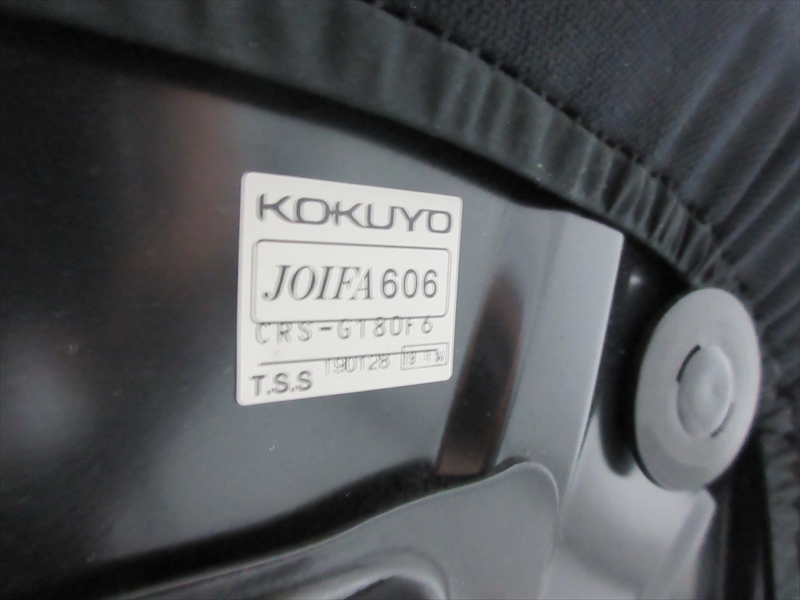 KOKUYO
JOIFA606
CRS-G180F6
190128
T.S.S